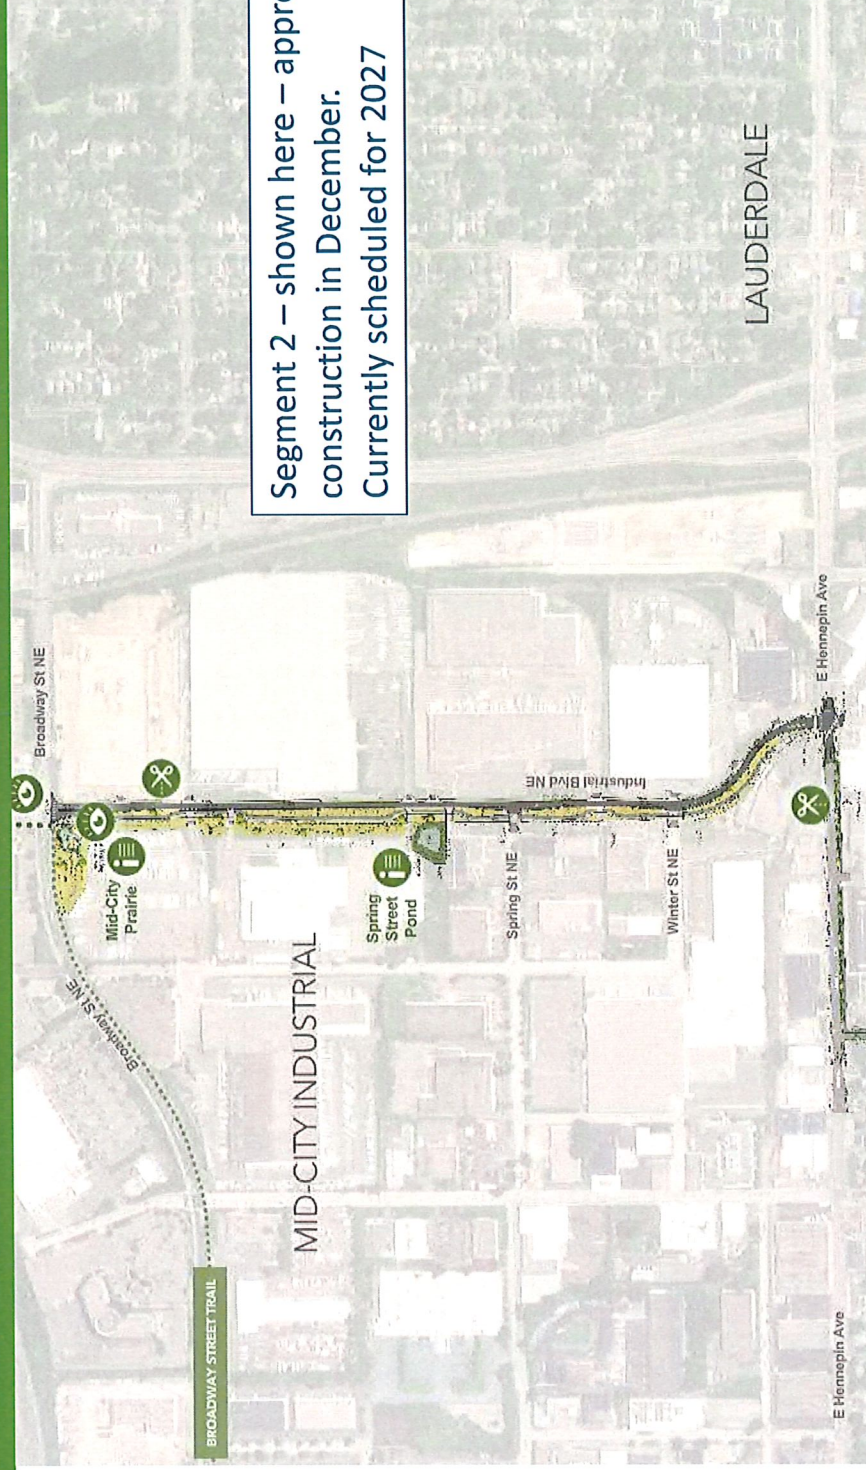 Broadway St NE
Broadway St NE
Mid-City
Prairie
BROADWAY STREET TRAIL
Segment 2 – shown here –
construction in December.
Currently scheduled for 2027
MID-CITY INDUSTRIAL
Spring
Street
Pond
Spring St NE
Industrial Blvd NE
Winter St NE
LAUDERDALE
E Hennepin Ave
E Hennepin Ave